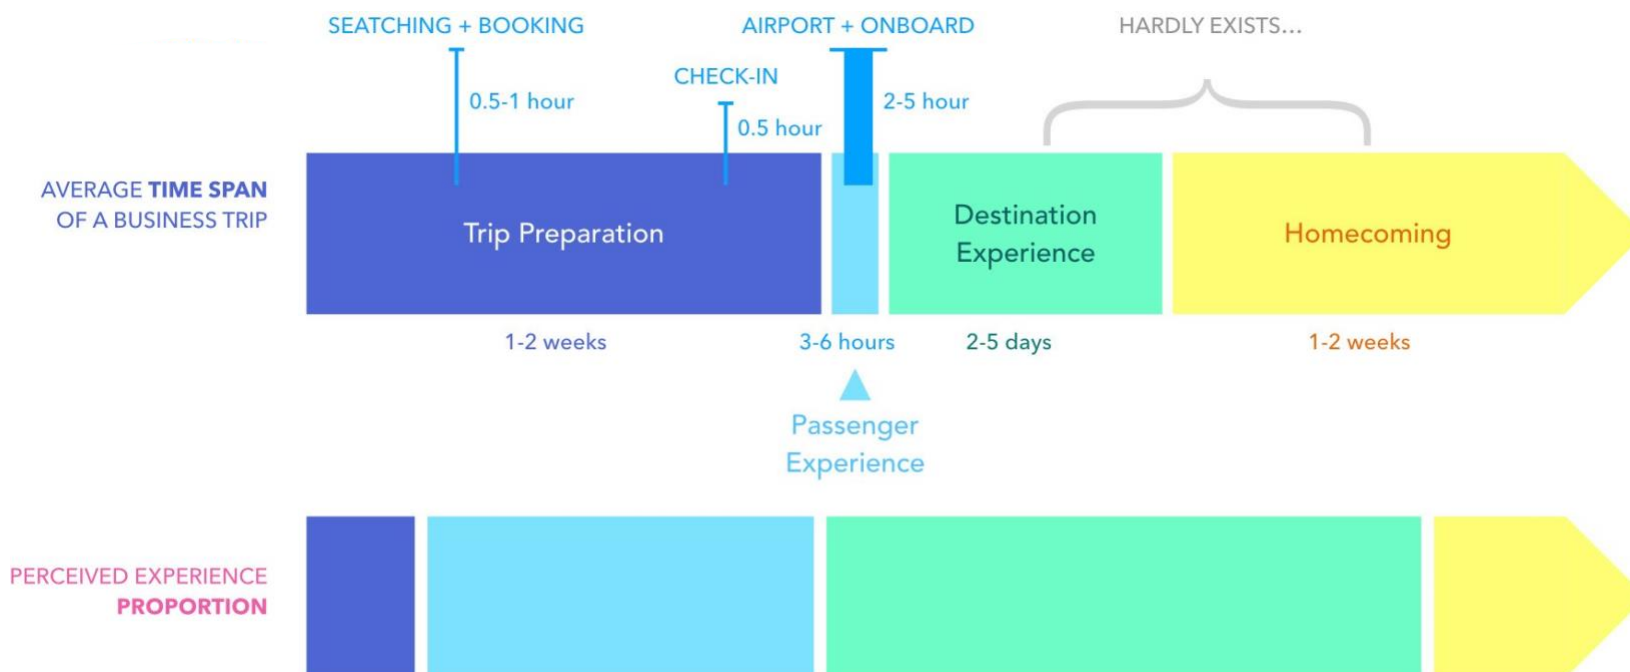 SEATCHING + BOOKING
AIRPORT + ONBOARD
HARDLY EXISTS...
CHECK-IN
0.5-1 hour
2-5 hour
0.5 hour
AVERAGE TIME SPAN
OF A BUSINESS TRIP
Trip Preparation
Destination
Experience
Homecoming
1-2 weeks
3-6 hours
2-5 days
1-2 weeks
Passenger
Experience
PERCEIVED EXPERIENCE
PROPORTION